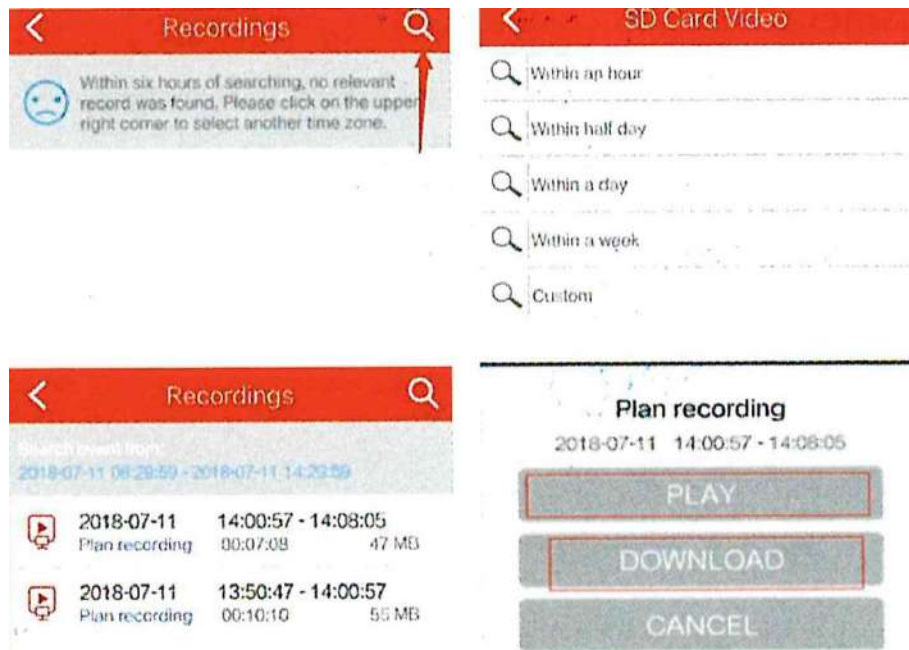 Recordings
Within six hours of searching, no relevant
record was found. Please click on the upper
right corner to select another time zone.
SD Card Video
Within an hour
Within half day
Within a day
Within a week
Custom
Recordings
Search event from:
2018-07-11 08:29:59 - 2018-07-11 14:29:59
2018-07-11 14:00:57 - 14:08:05
Plan recording 00:07:08 47 MB
2018-07-11 13:50:47 - 14:00:57
Plan recording 00:10:10 55 MB
Plan recording
2018-07-11 14:00:57 - 14:08:05
PLAY
DOWNLOAD
CANCEL